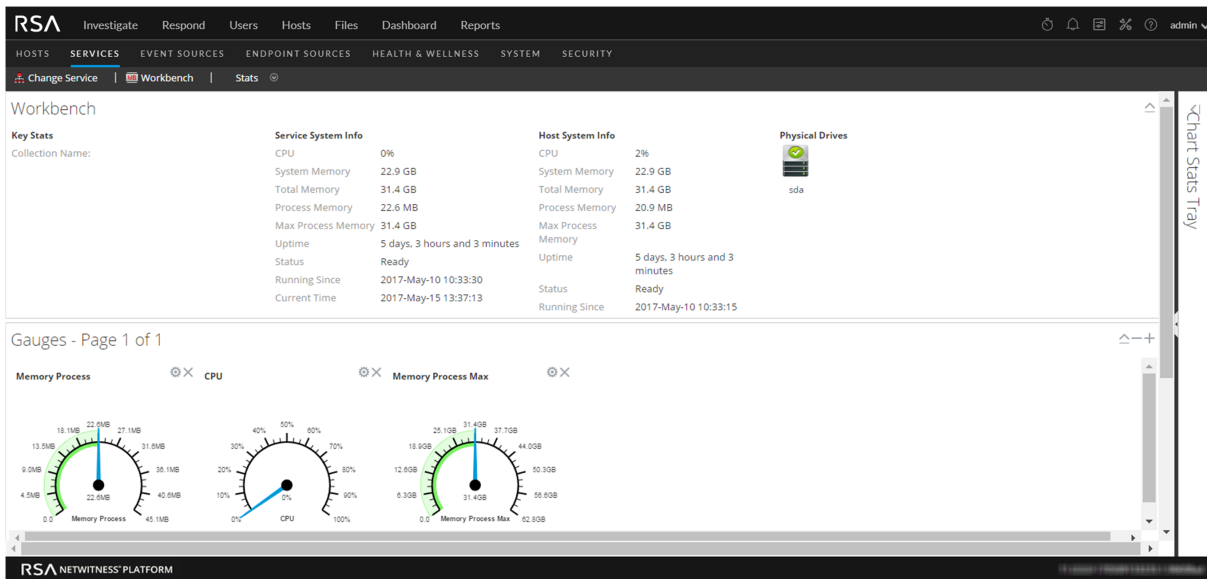 RSA Investigate Respond Users Hosts Files Dashboard Reports admin
HOSTS SERVICES EVENT SOURCES ENDPOINT SOURCES HEALTH & WELLNESS SYSTEM SECURITY
Change Service | Workbench | Stats
Workbench
Key Stats
Collection Name:
Service System Info
CPU 0%
System Memory 22.9 GB
Total Memory 31.4 GB
Process Memory 22.6 MB
Max Process Memory 31.4 GB
Uptime 5 days, 3 hours and 3 minutes
Status Ready
Running Since 2017-May-10 10:33:30
Current Time 2017-May-15 13:37:13
Host System Info
CPU 2%
System Memory 22.9 GB
Total Memory 31.4 GB
Process Memory 20.9 MB
Max Process 31.4 GB
Memory
Uptime 5 days, 3 hours and 3
minutes
Status Ready
Running Since 2017-May-10 10:33:15
Physical Drives
sda
Chart Stats Tray
Gauges - Page 1 of 1
Memory Process
0.0
4.5MB
9.0MB
13.5MB
18.1MB
22.6MB
27.1MB
31.6MB
36.1MB
40.6MB
45.1MB
22.6MB
Memory Process
CPU
0%
10%
20%
30%
40%
50%
60%
70%
80%
90%
100%
0%
CPU
Memory Process Max
0.0
6.3GB
12.6GB
18.9GB
25.1GB
31.4GB
37.7GB
44.0GB
50.3GB
56.6GB
62.8GB
31.4GB
Memory Process Max
RSA NETWITNESS® PLATFORM